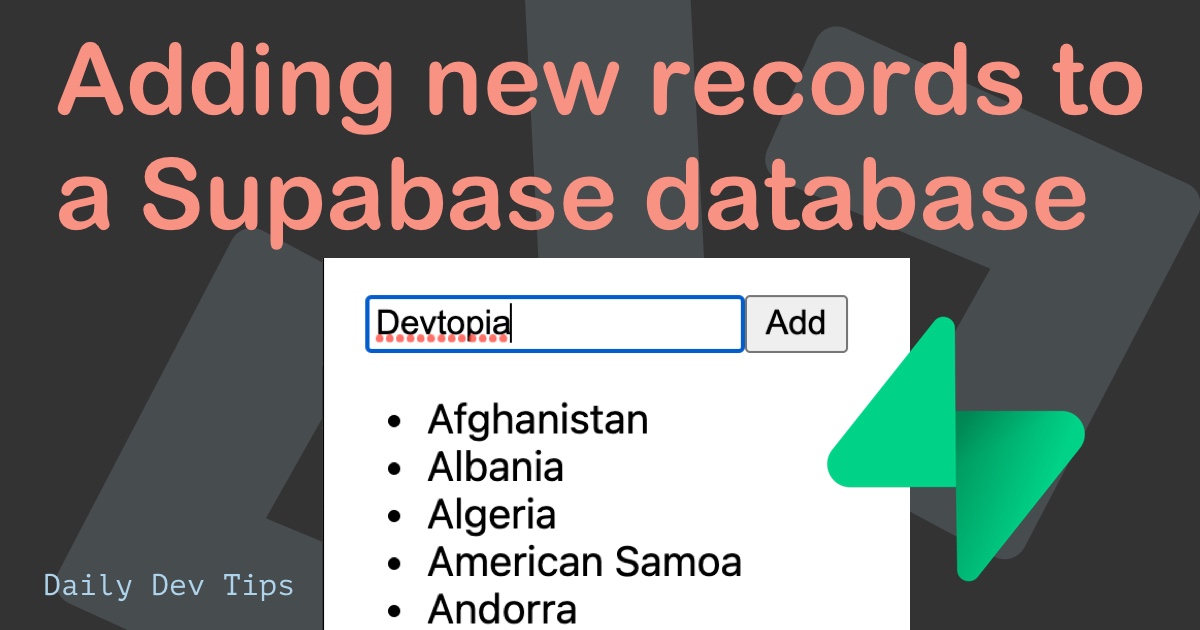 Adding new records to
a Supabase database
Devtopia Add
• Afghanistan
• Albania
• Algeria
• American Samoa
• Andorra
Daily Dev Tips